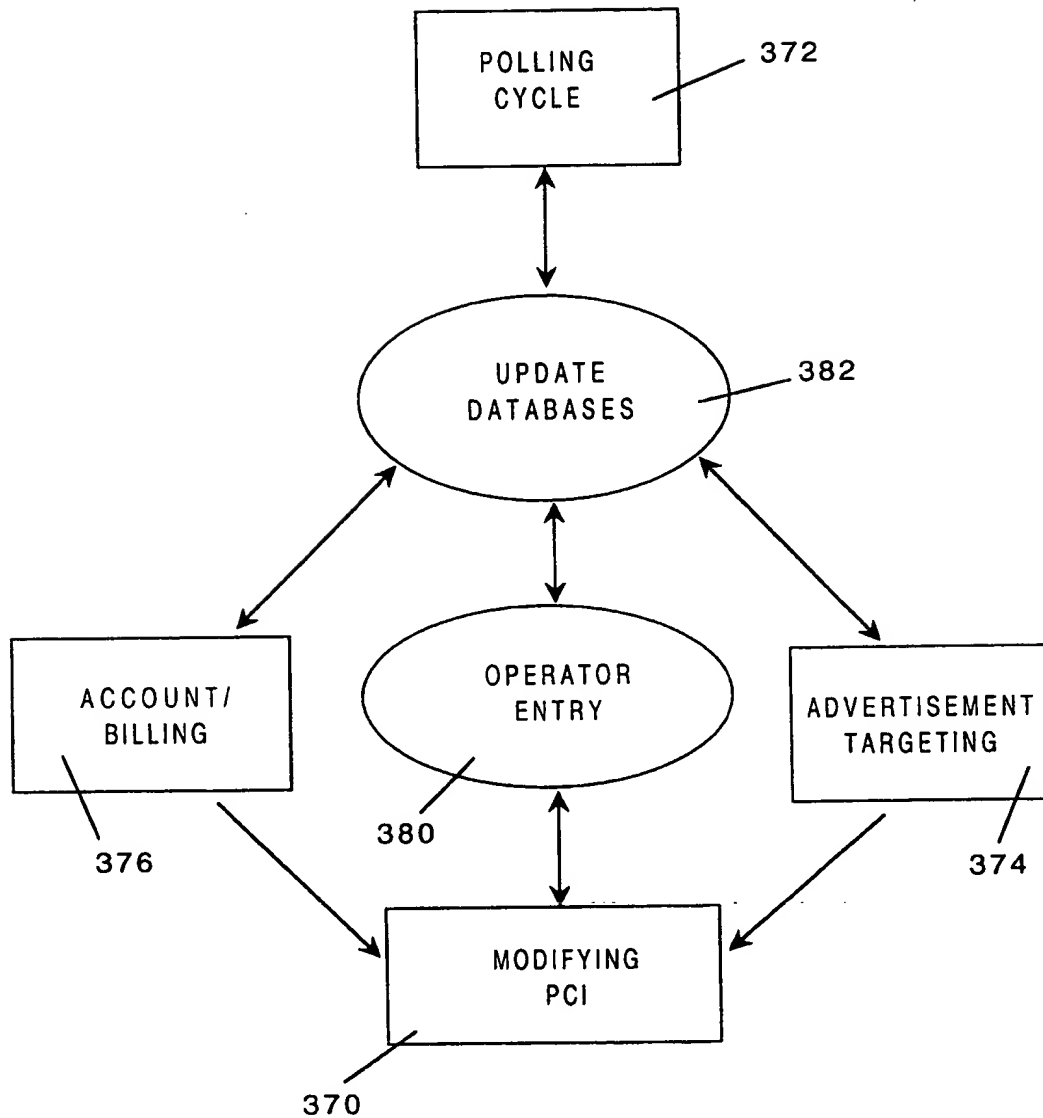 POLLING
CYCLE
372
UPDATE
DATABASES
382
ACCOUNT/
BILLING
376
OPERATOR
ENTRY
380
ADVERTISEMENT
TARGETING
374
MODIFYING
PCI
370